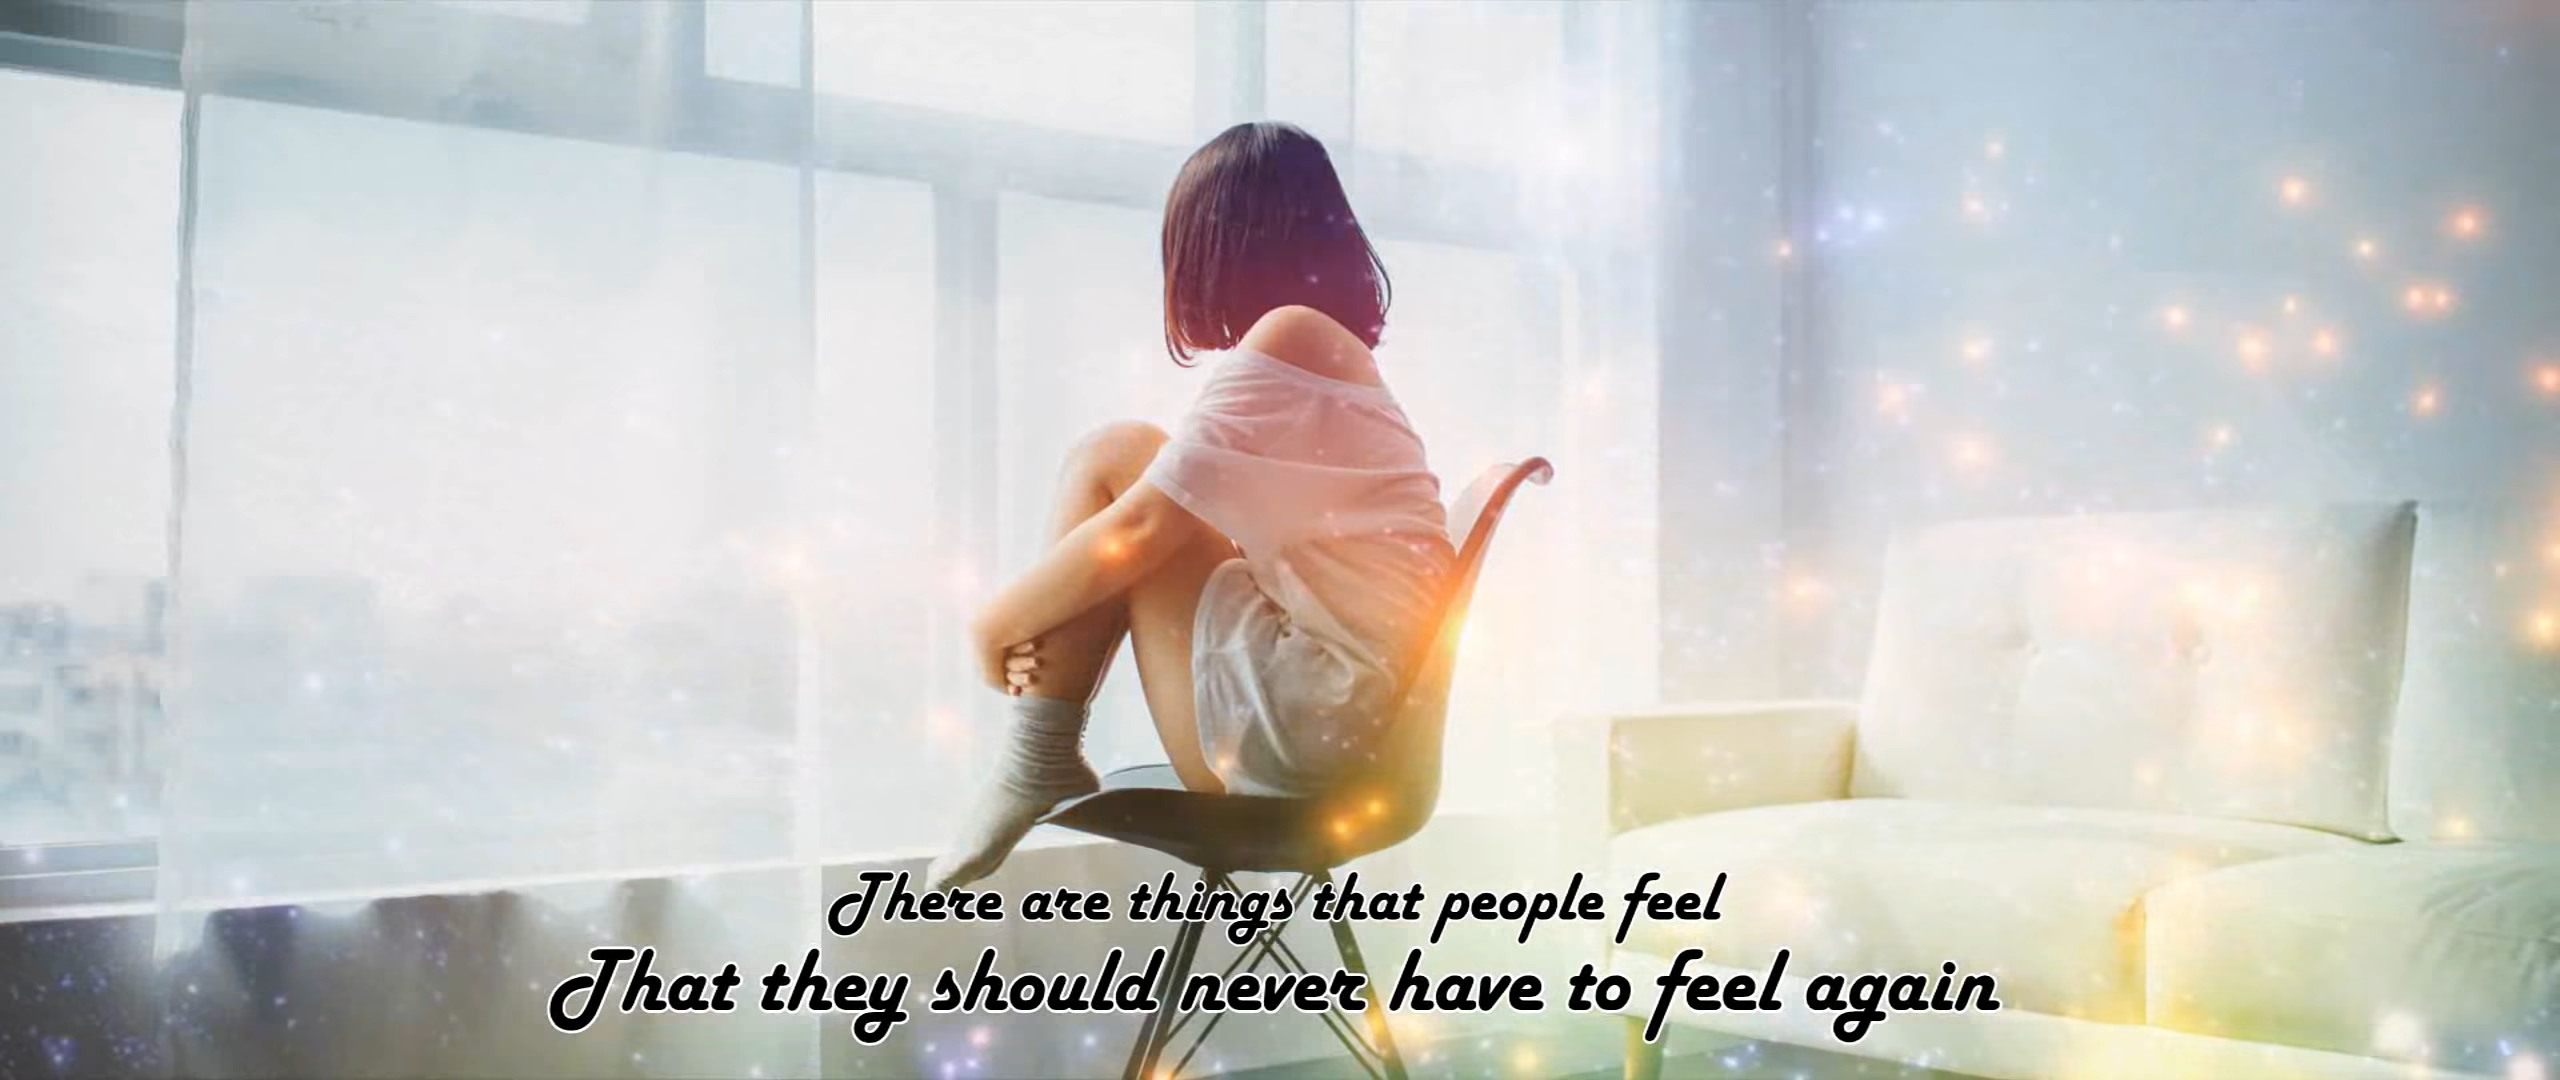 There are things that people feel
That they should never have to feel again